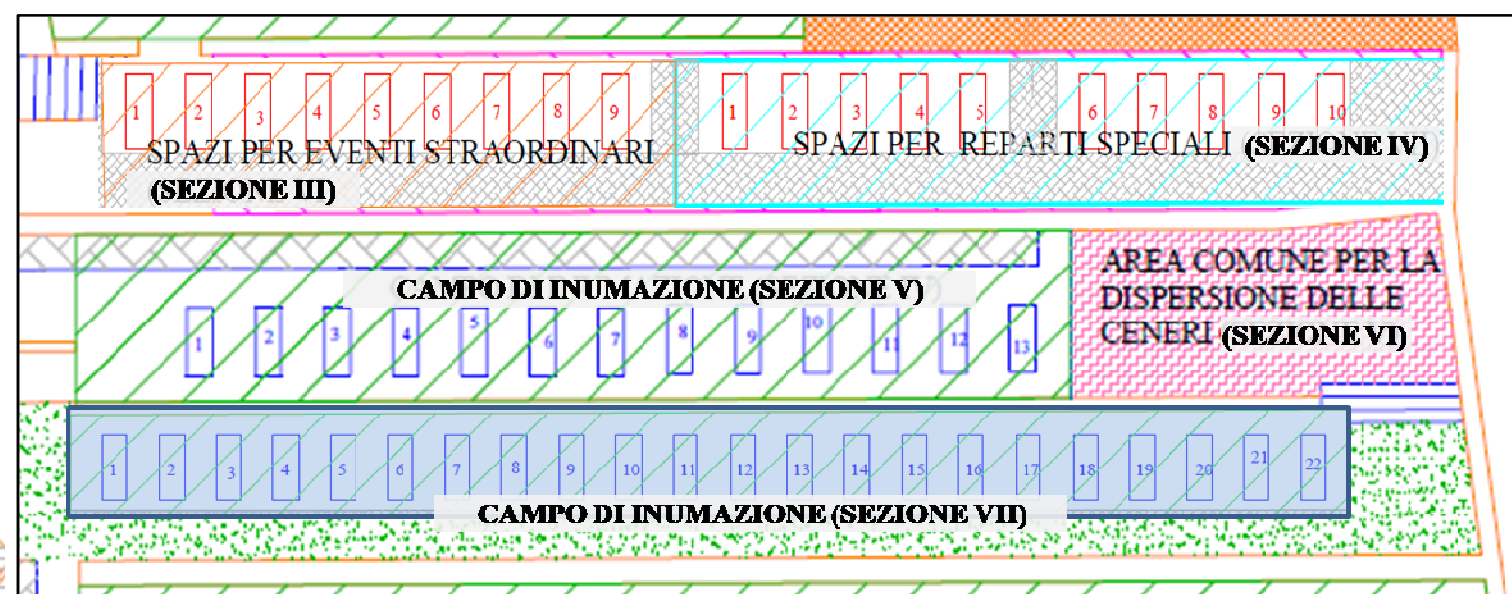 1 2 3 4 5 6 7 8 9
SPAZI PER EVENTI STRAORDINARI
(SEZIONE III)
1 2 3 4 5 6 7 8 9 10
SPAZI PER REPARTI SPECIALI (SEZIONE IV)
CAMPO DI INUMAZIONE (SEZIONE V)
1 2 3 4 5 6 7 8 9 10 11 12 13
AREA COMUNE PER LA
DISPERSIONE DELLE
CENERI (SEZIONE VI)
1 2 3 4 5 6 7 8 9 10 11 12 13 14 15 16 17 18 19 20 21 22
CAMPO DI INUMAZIONE (SEZIONE VII)